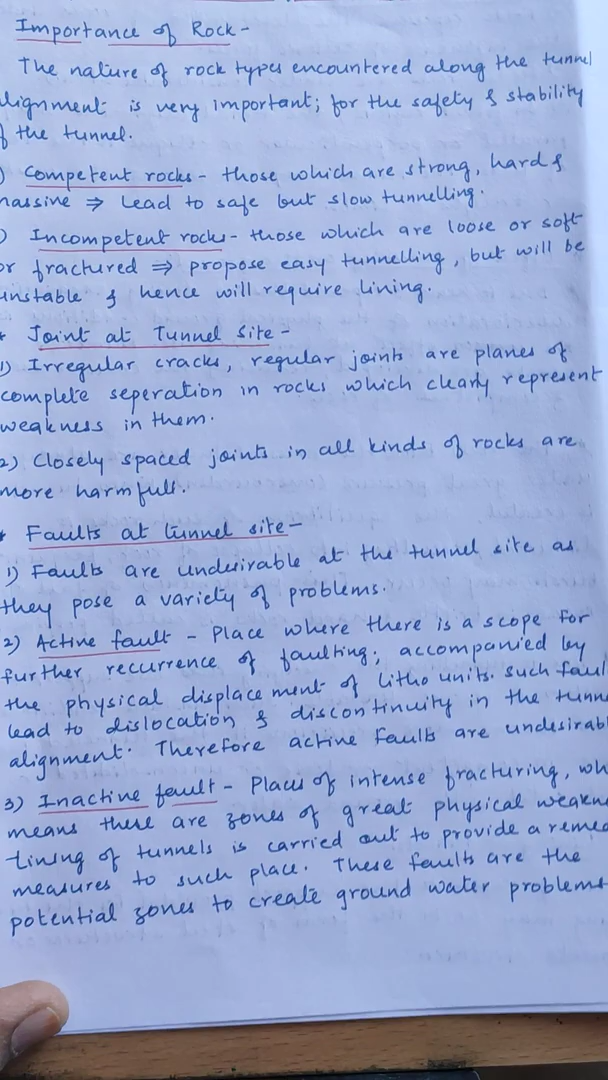 Importance of Rock -
The nature of rock types encountered along the tunnel
lignment is very important; for the safety & stability
f the tunnel.
) Competent rocks - those which are strong, hard &
massive ⇒ Lead to safe but slow tunnelling.
) Incompetent rocks - those which are loose or soft
or fractured ⇒ propose easy tunnelling, but will be
unstable & hence will require lining.
* Joint at Tunnel site -
1) Irregular cracks, regular joints are planes of
complete seperation in rocks which clearly represent
weakness in them.
2) Closely spaced joints in all kinds of rocks are
more harmfull.
* Faults at tunnel site -
1) Faults are undesirable at the tunnel site as
they pose a variety of problems.
2) Active fault - Place where there is a scope for
further recurrence of faulting; accompanied by
the physical displacement of Litho units. such faul
lead to dislocation & discontinuity in the tunn
alignment. Therefore active faults are undesirabl
3) Inactive fault - Places of intense fracturing, wh
means there are zones of great physical weakn
Lining of tunnels is carried out to provide a remed
measures to such place. These faults are the
potential zones to create ground water problems